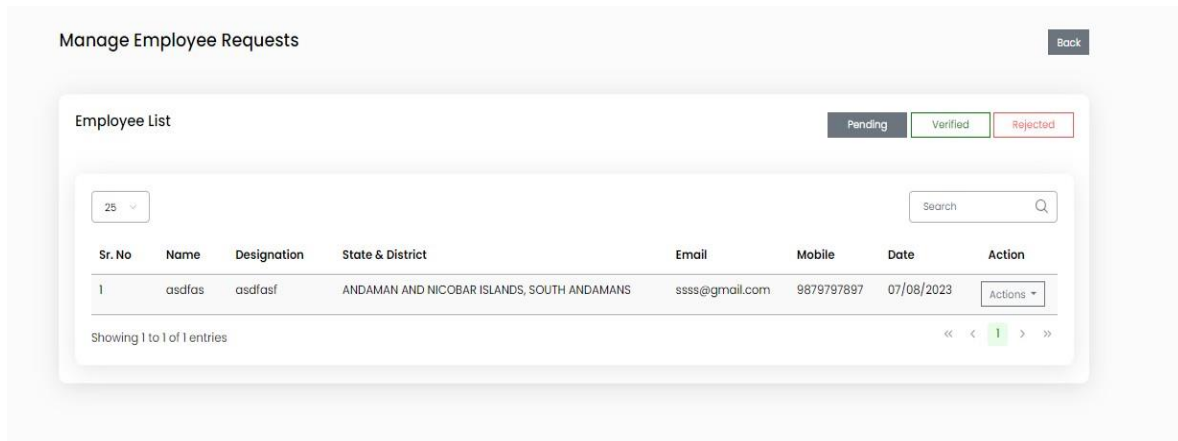 Manage Employee Requests
Back
Employee List
Pending Verified Rejected
25
Search
Sr. No Name Designation State & District Email Mobile Date Action
1 asdfas asdfasf ANDAMAN AND NICOBAR ISLANDS, SOUTH ANDAMANS ssss@gmail.com 9879797897 07/08/2023 Actions
Showing 1 to 1 of 1 entries
« ‹ 1 › »